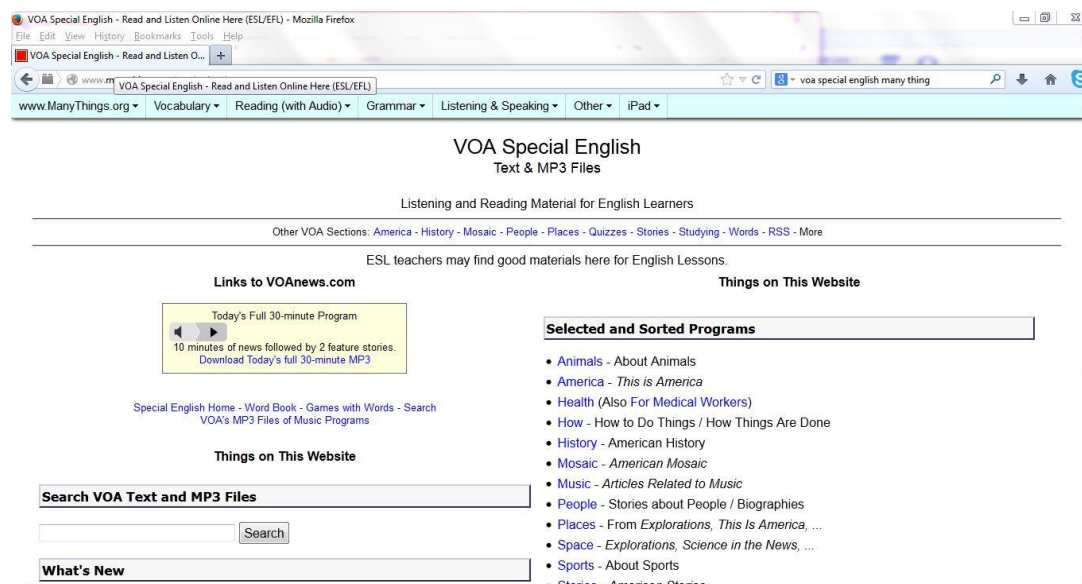 VOA Special English - Read and Listen Online Here (ESL/EFL) - Mozilla Firefox
File Edit View History Bookmarks Tools Help
VOA Special English - Read and Listen O... +
www.m
voa special english many thing
VOA Special English - Read and Listen Online Here (ESL/EFL)
www.ManyThings.org Vocabulary Reading (with Audio) Grammar Listening & Speaking Other iPad
VOA Special English
Text & MP3 Files
Listening and Reading Material for English Learners
Other VOA Sections: America - History - Mosaic - People - Places - Quizzes - Stories - Studying - Words - RSS - More
ESL teachers may find good materials here for English Lessons.
Links to VOAnews.com
Today's Full 30-minute Program
10 minutes of news followed by 2 feature stories.
Download Today's full 30-minute MP3
Special English Home - Word Book - Games with Words - Search
VOA's MP3 Files of Music Programs
Things on This Website
Search VOA Text and MP3 Files
Search
What's New
Things on This Website
Selected and Sorted Programs
• Animals - About Animals
• America - This is America
• Health (Also For Medical Workers)
• How - How to Do Things / How Things Are Done
• History - American History
• Mosaic - American Mosaic
• Music - Articles Related to Music
• People - Stories about People / Biographies
• Places - From Explorations, This Is America, ...
• Space - Explorations, Science in the News, ...
• Sports - About Sports
• Stories - American Stories